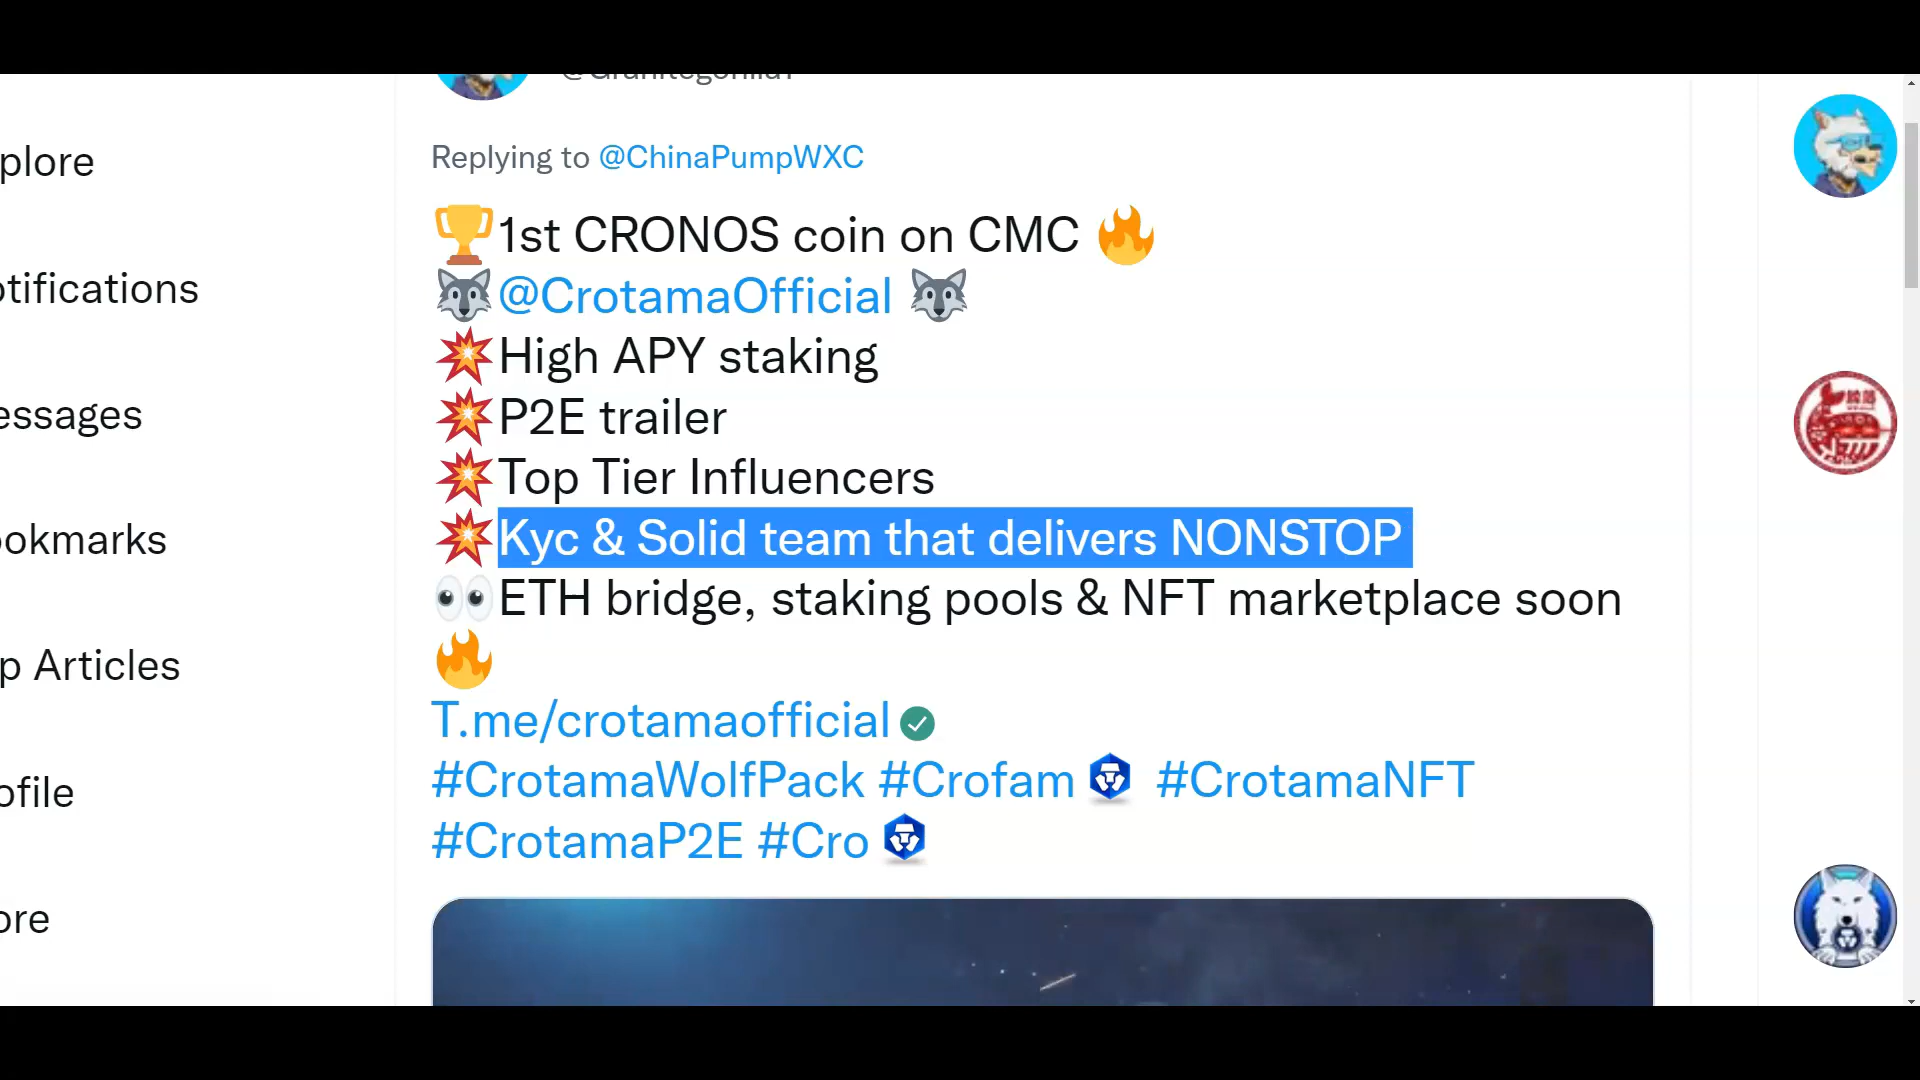 Replying to @ChinaPumpWXC
🏆1st CRONOS coin on CMC 🔥
🐺@CrotamaOfficial 🐺
💥High APY staking
💥P2E trailer
💥Top Tier Influencers
💥Kyc & Solid team that delivers NONSTOP
👀ETH bridge, staking pools & NFT marketplace soon
🔥
T.me/crotamaofficial
#CrotamaWolfPack #Crofam #CrotamaNFT
#CrotamaP2E #Cro
plore
otifications
essages
ookmarks
p Articles
ofile
ore